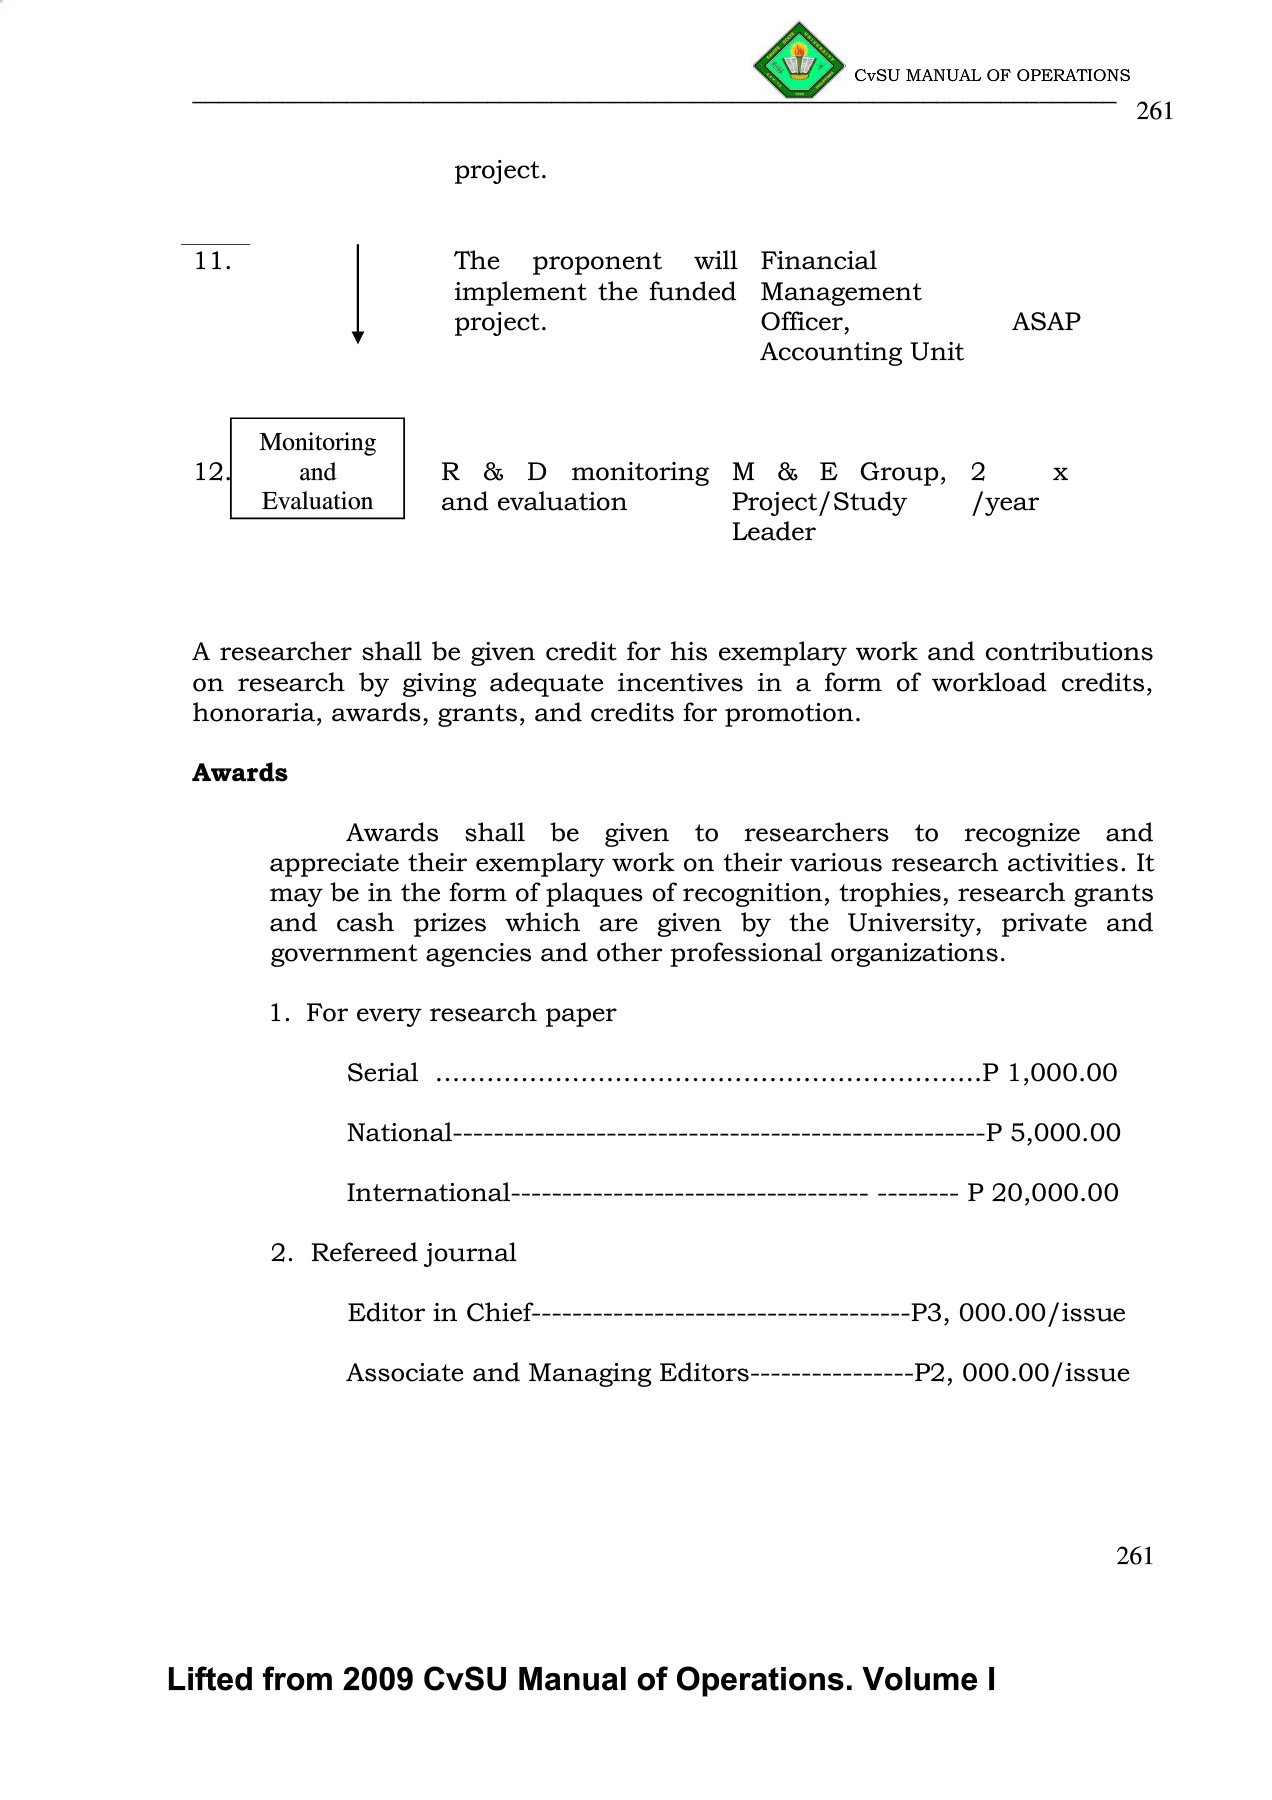 CvSU MANUAL OF OPERATIONS
261
project.
11.
The proponent will
implement the funded
project.
Financial
Management
Officer,
Accounting Unit
ASAP
12.
Monitoring
and
Evaluation
R & D monitoring
and evaluation
M & E Group,
Project/Study
Leader
2 x
/year
A researcher shall be given credit for his exemplary work and contributions
on research by giving adequate incentives in a form of workload credits,
honoraria, awards, grants, and credits for promotion.
Awards
Awards shall be given to researchers to recognize and
appreciate their exemplary work on their various research activities. It
may be in the form of plaques of recognition, trophies, research grants
and cash prizes which are given by the University, private and
government agencies and other professional organizations.
1. For every research paper
Serial ………………………………………………………P 1,000.00
National----------------------------------------------------P 5,000.00
International----------------------------------- -------- P 20,000.00
2. Refereed journal
Editor in Chief-------------------------------------P3, 000.00/issue
Associate and Managing Editors----------------P2, 000.00/issue
261
Lifted from 2009 CvSU Manual of Operations. Volume I